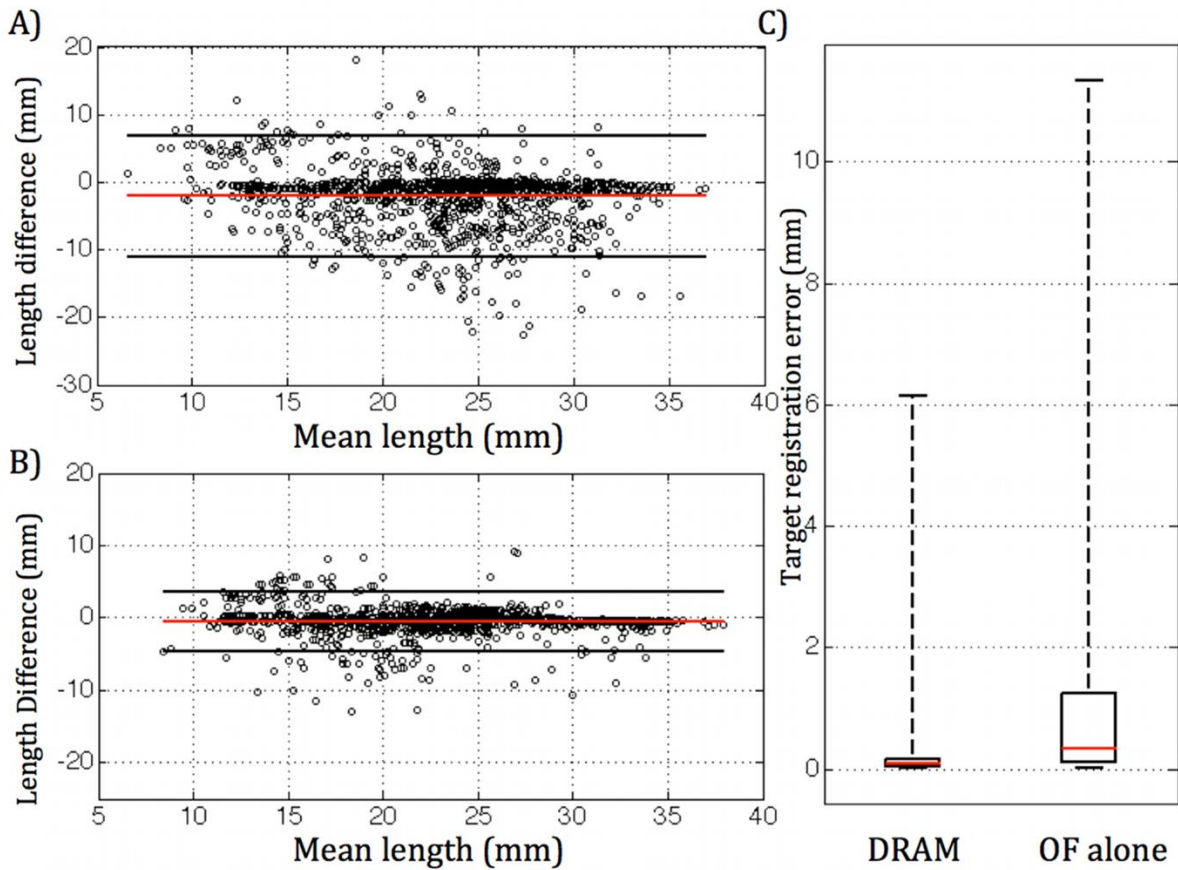 A)
20
10
0
-10
-20
-30
Length difference (mm)
5 10 15 20 25 30 35 40
Mean length (mm)
B)
20
10
0
-10
-20
Length Difference (mm)
5 10 15 20 25 30 35 40
Mean length (mm)
C)
10
8
6
4
2
0
Target registration error (mm)
DRAM OF alone